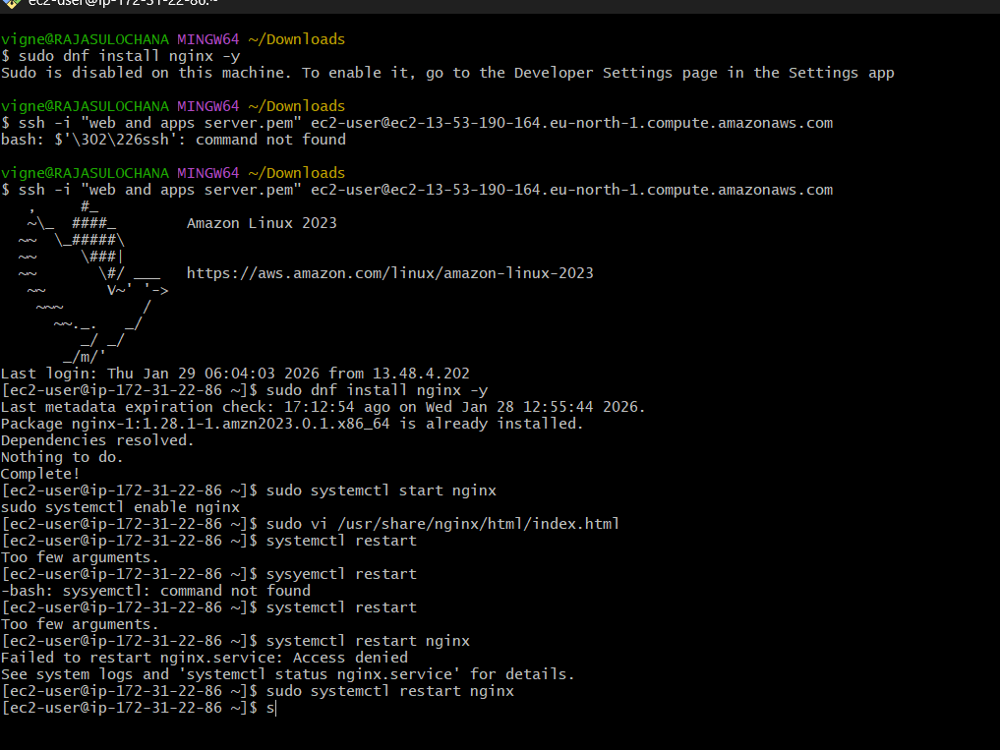 ec2-user@ip-172-31-22-86:~
vigne@RAJASULOCHANA MINGW64 ~/Downloads
$ sudo dnf install nginx -y
Sudo is disabled on this machine. To enable it, go to the Developer Settings page in the Settings app
vigne@RAJASULOCHANA MINGW64 ~/Downloads
$ ssh -i "web and apps server.pem" ec2-user@ec2-13-53-190-164.eu-north-1.compute.amazonaws.com
bash: $'\302\226ssh': command not found
vigne@RAJASULOCHANA MINGW64 ~/Downloads
$ ssh -i "web and apps server.pem" ec2-user@ec2-13-53-190-164.eu-north-1.compute.amazonaws.com
   ,     #_
   ~\_  ####_        Amazon Linux 2023
  ~~  \_#####\
  ~~     \###|
  ~~       \#/ ___   https://aws.amazon.com/linux/amazon-linux-2023
   ~~       V~' '->
    ~~~         /
      ~~._.   _/
         _/ _/
       _/m/'
Last login: Thu Jan 29 06:04:03 2026 from 13.48.4.202
[ec2-user@ip-172-31-22-86 ~]$ sudo dnf install nginx -y
Last metadata expiration check: 17:12:54 ago on Wed Jan 28 12:55:44 2026.
Package nginx-1:1.28.1-1.amzn2023.0.1.x86_64 is already installed.
Dependencies resolved.
Nothing to do.
Complete!
[ec2-user@ip-172-31-22-86 ~]$ sudo systemctl start nginx
sudo systemctl enable nginx
[ec2-user@ip-172-31-22-86 ~]$ sudo vi /usr/share/nginx/html/index.html
[ec2-user@ip-172-31-22-86 ~]$ systemctl restart
Too few arguments.
[ec2-user@ip-172-31-22-86 ~]$ sysyemctl restart
-bash: sysyemctl: command not found
[ec2-user@ip-172-31-22-86 ~]$ systemctl restart
Too few arguments.
[ec2-user@ip-172-31-22-86 ~]$ systemctl restart nginx
Failed to restart nginx.service: Access denied
See system logs and 'systemctl status nginx.service' for details.
[ec2-user@ip-172-31-22-86 ~]$ sudo systemctl restart nginx
[ec2-user@ip-172-31-22-86 ~]$ s